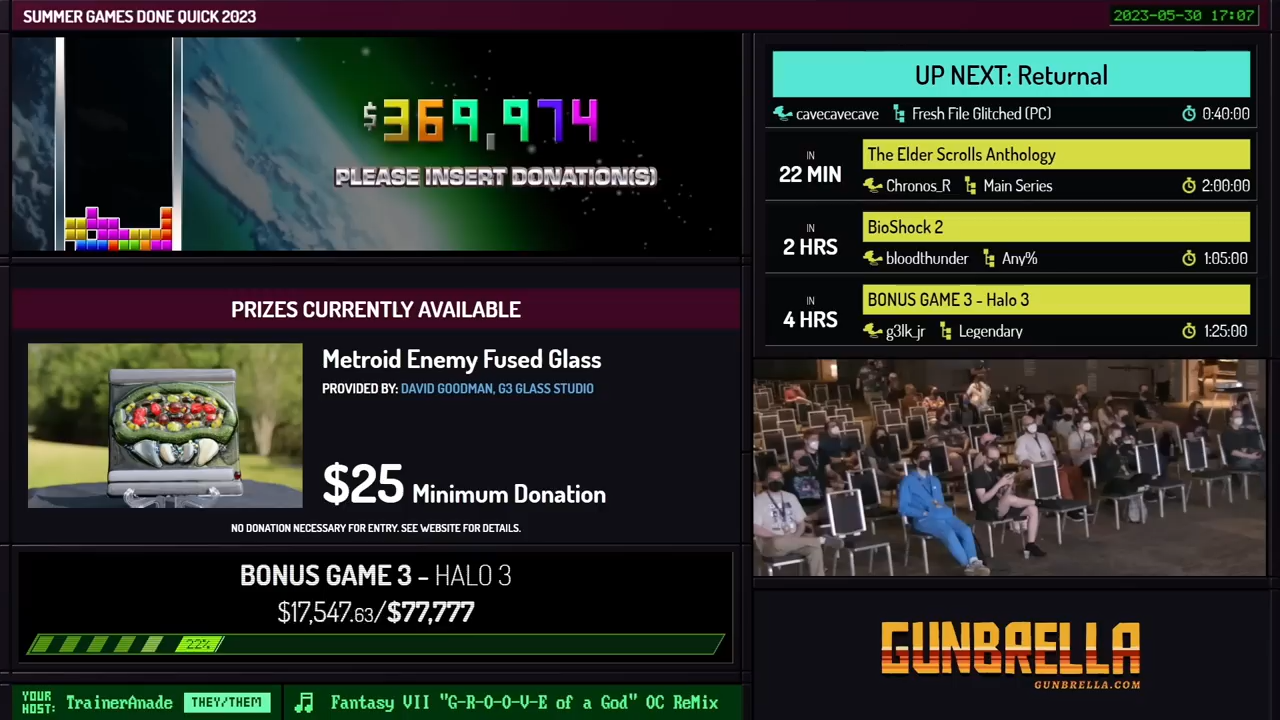 SUMMER GAMES DONE QUICK 2023
2023-05-30 17:07
$369,974
PLEASE INSERT DONATION(S)
UP NEXT: Returnal
cavecavecave Fresh File Glitched (PC) 0:40:00
IN
22 MIN
The Elder Scrolls Anthology
Chronos_R Main Series 2:00:00
IN
2 HRS
BioShock 2
bloodthunder Any% 1:05:00
IN
4 HRS
BONUS GAME 3 - Halo 3
g3lk_jr Legendary 1:25:00
PRIZES CURRENTLY AVAILABLE
Metroid Enemy Fused Glass
PROVIDED BY: DAVID GOODMAN, G3 GLASS STUDIO
$25 Minimum Donation
NO DONATION NECESSARY FOR ENTRY. SEE WEBSITE FOR DETAILS.
BONUS GAME 3 - HALO 3
$17,547.63/$77,777
22%
GUNBRELLA
GUNBRELLA.COM
YOUR
HOST:
TrainerAnade THEY/THEM
Fantasy VII "G-R-O-O-V-E of a God" OC ReMix